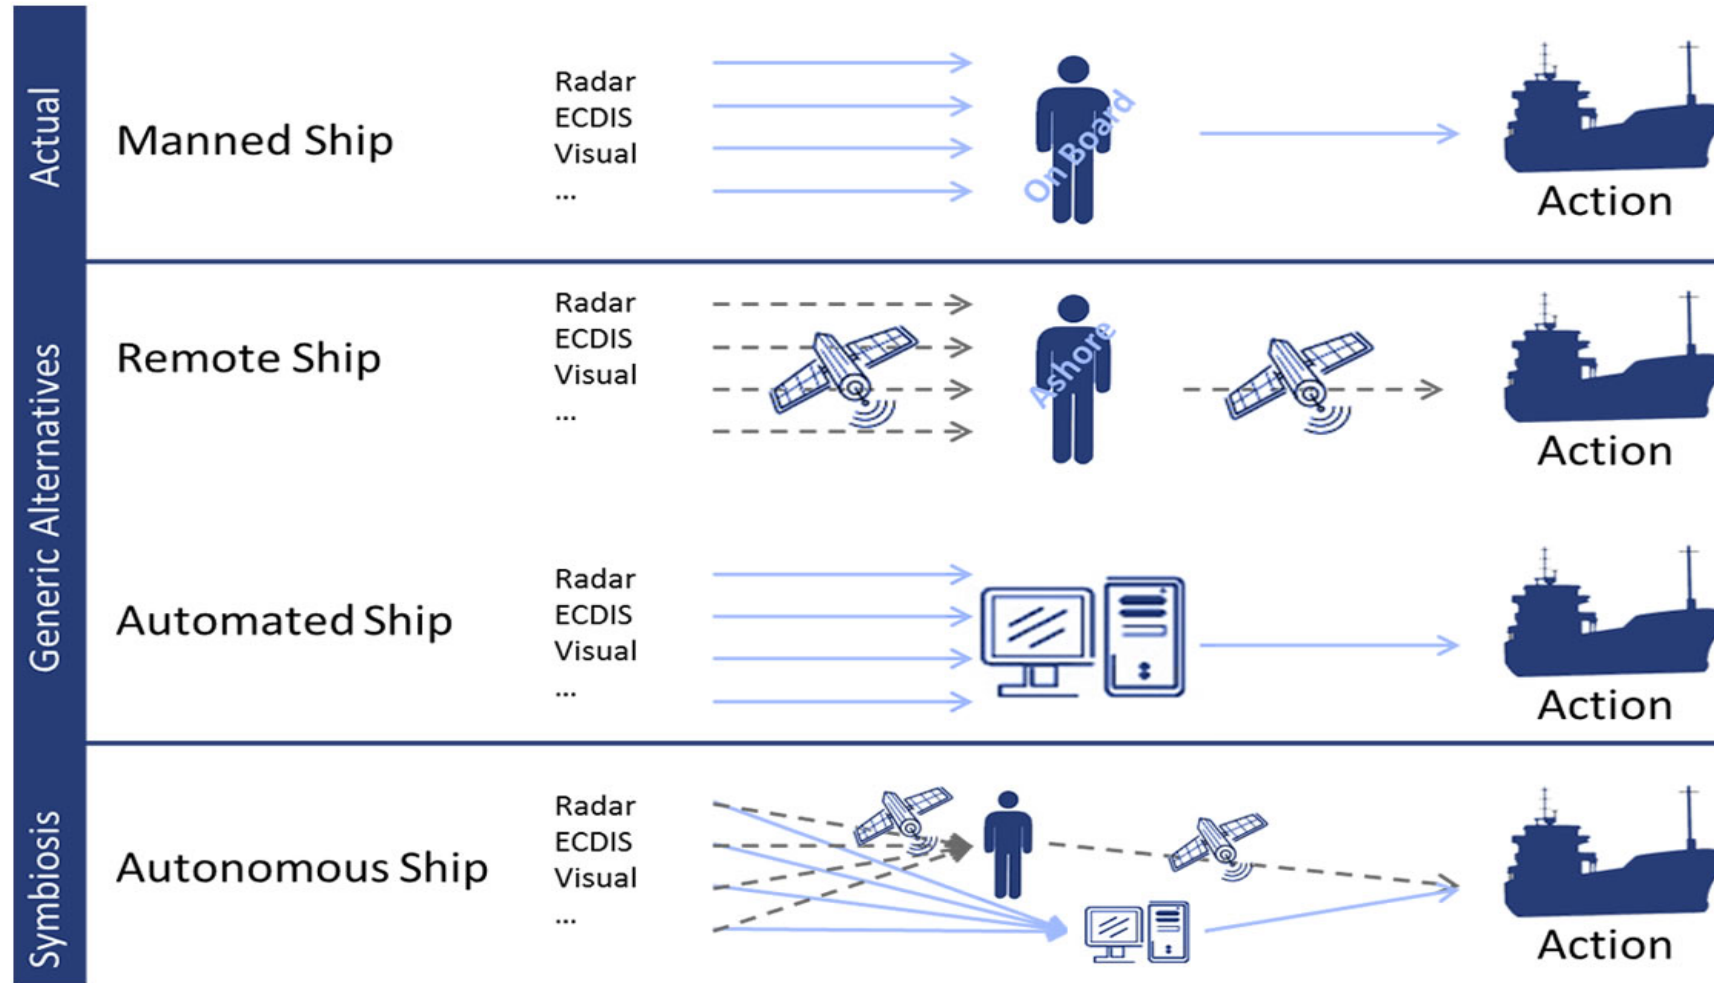 Actual
Manned Ship
Radar
ECDIS
Visual
...
On Board
Action
Generic Alternatives
Remote Ship
Radar
ECDIS
Visual
...
Ashore
Action
Automated Ship
Radar
ECDIS
Visual
...
Action
Symbiosis
Autonomous Ship
Radar
ECDIS
Visual
...
Action